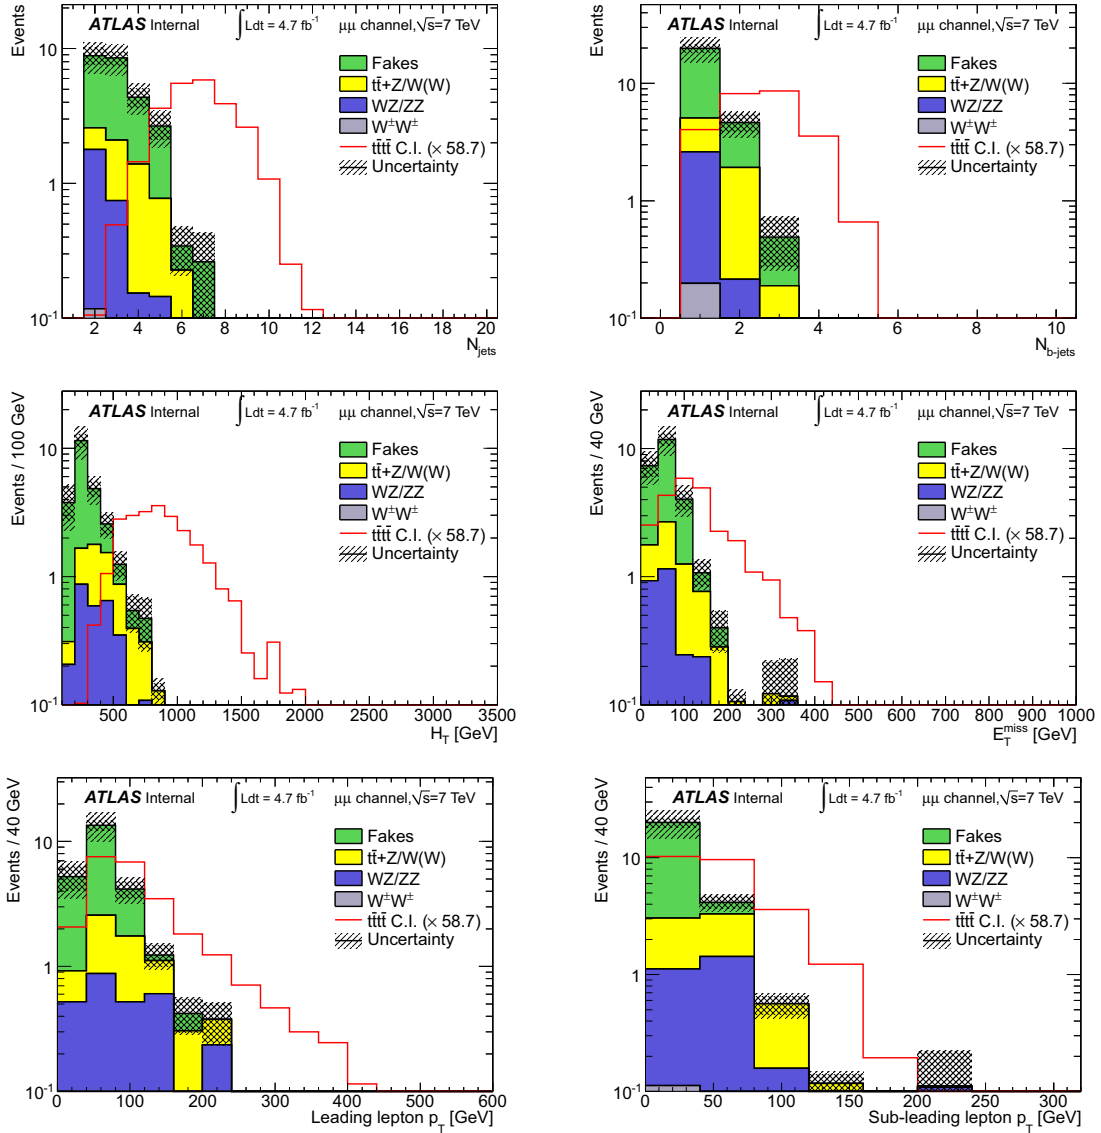 ATLAS Internal ∫ Ldt = 4.7 fb⁻¹ μμ channel,√s=7 TeV
Events
Fakes
tt̄+Z/W(W)
WZ/ZZ
W±W±
tt̄tt̄ C.I. (× 58.7)
Uncertainty
10
1
10⁻¹
2 4 6 8 10 12 14 16 18 20
N_jets
ATLAS Internal ∫ Ldt = 4.7 fb⁻¹ μμ channel,√s=7 TeV
Events
Fakes
tt̄+Z/W(W)
WZ/ZZ
W±W±
tt̄tt̄ C.I. (× 58.7)
Uncertainty
10
1
10⁻¹
0 2 4 6 8 10
N_b-jets
ATLAS Internal ∫ Ldt = 4.7 fb⁻¹ μμ channel,√s=7 TeV
Events / 100 GeV
Fakes
tt̄+Z/W(W)
WZ/ZZ
W±W±
tt̄tt̄ C.I. (× 58.7)
Uncertainty
10
1
10⁻¹
500 1000 1500 2000 2500 3000 3500
H_T [GeV]
ATLAS Internal ∫ Ldt = 4.7 fb⁻¹ μμ channel,√s=7 TeV
Events / 40 GeV
Fakes
tt̄+Z/W(W)
WZ/ZZ
W±W±
tt̄tt̄ C.I. (× 58.7)
Uncertainty
10
1
10⁻¹
0 100 200 300 400 500 600 700 800 900 1000
E_T^miss [GeV]
ATLAS Internal ∫ Ldt = 4.7 fb⁻¹ μμ channel,√s=7 TeV
Events / 40 GeV
Fakes
tt̄+Z/W(W)
WZ/ZZ
W±W±
tt̄tt̄ C.I. (× 58.7)
Uncertainty
10
1
10⁻¹
0 100 200 300 400 500 600
Leading lepton p_T [GeV]
ATLAS Internal ∫ Ldt = 4.7 fb⁻¹ μμ channel,√s=7 TeV
Events / 40 GeV
Fakes
tt̄+Z/W(W)
WZ/ZZ
W±W±
tt̄tt̄ C.I. (× 58.7)
Uncertainty
10
1
10⁻¹
0 50 100 150 200 250 300
Sub-leading lepton p_T [GeV]